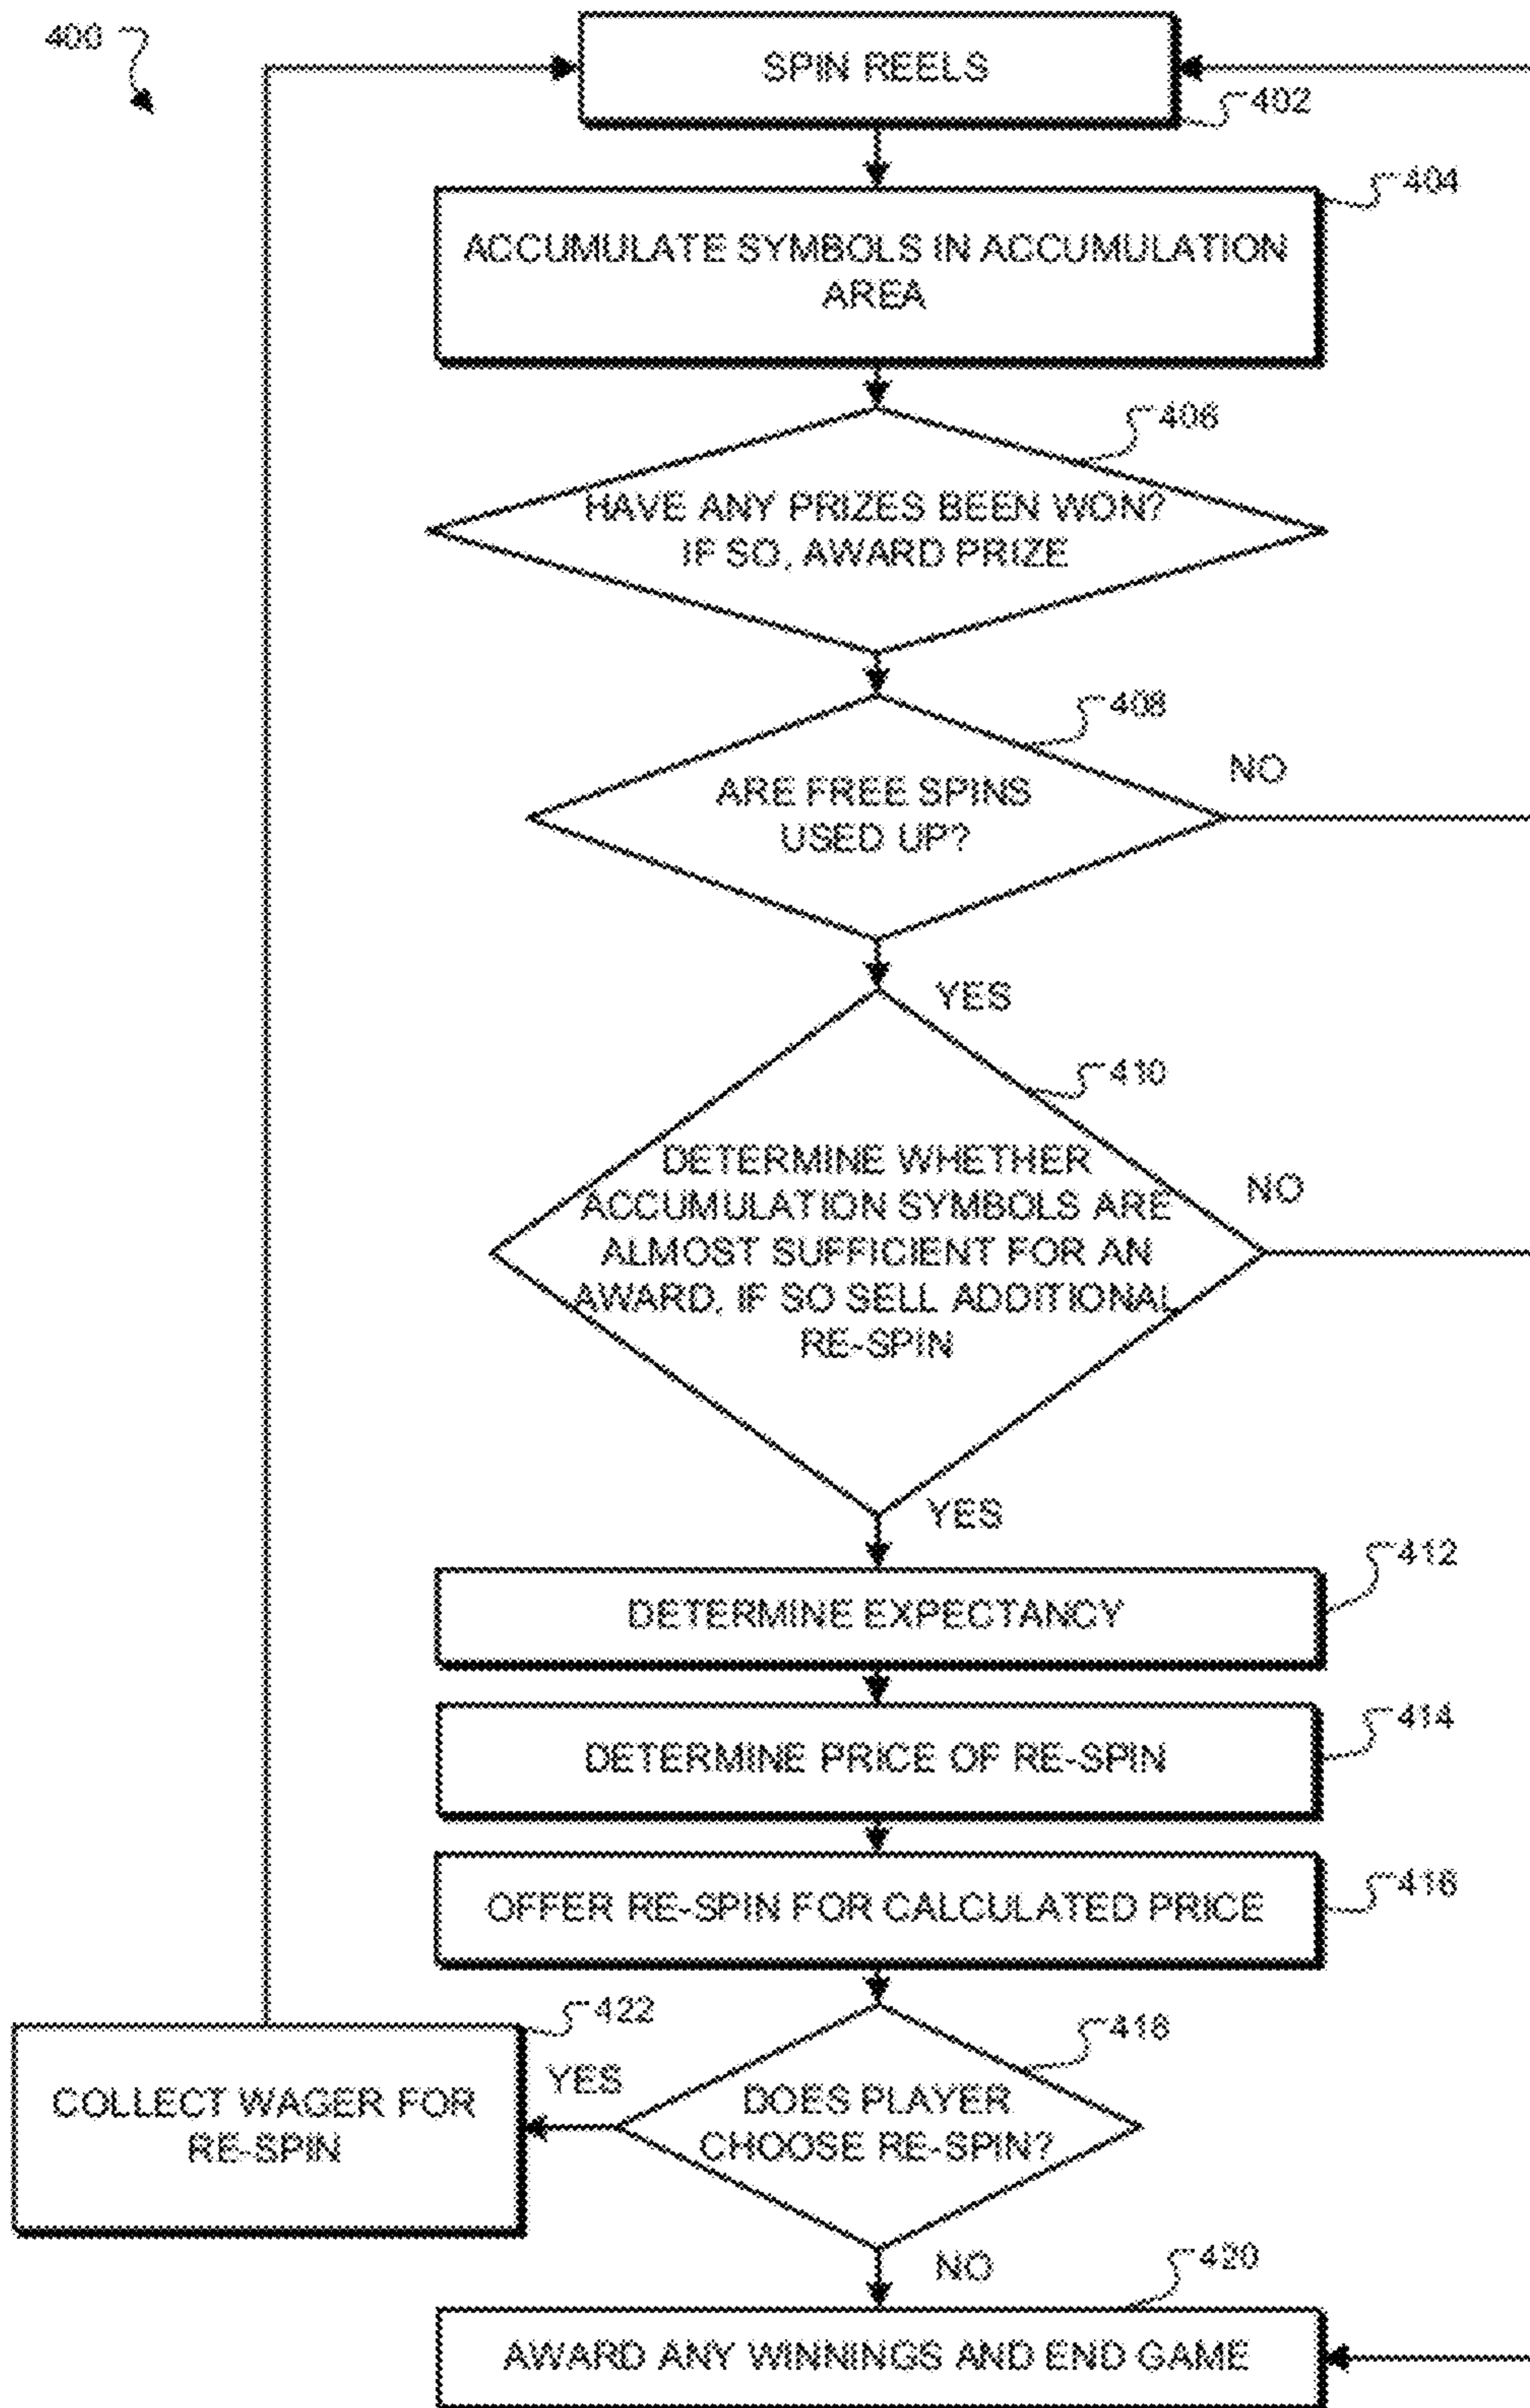 400
SPIN REELS
402
404
ACCUMULATE SYMBOLS IN ACCUMULATION
AREA
406
HAVE ANY PRIZES BEEN WON?
IF SO, AWARD PRIZE
408
ARE FREE SPINS
USED UP?
NO
YES
410
DETERMINE WHETHER
ACCUMULATION SYMBOLS ARE
ALMOST SUFFICIENT FOR AN
AWARD, IF SO SELL ADDITIONAL
RE-SPIN
NO
YES
412
DETERMINE EXPECTANCY
414
DETERMINE PRICE OF RE-SPIN
416
OFFER RE-SPIN FOR CALCULATED PRICE
422
COLLECT WAGER FOR
RE-SPIN
YES
418
DOES PLAYER
CHOOSE RE-SPIN?
NO
420
AWARD ANY WINNINGS AND END GAME